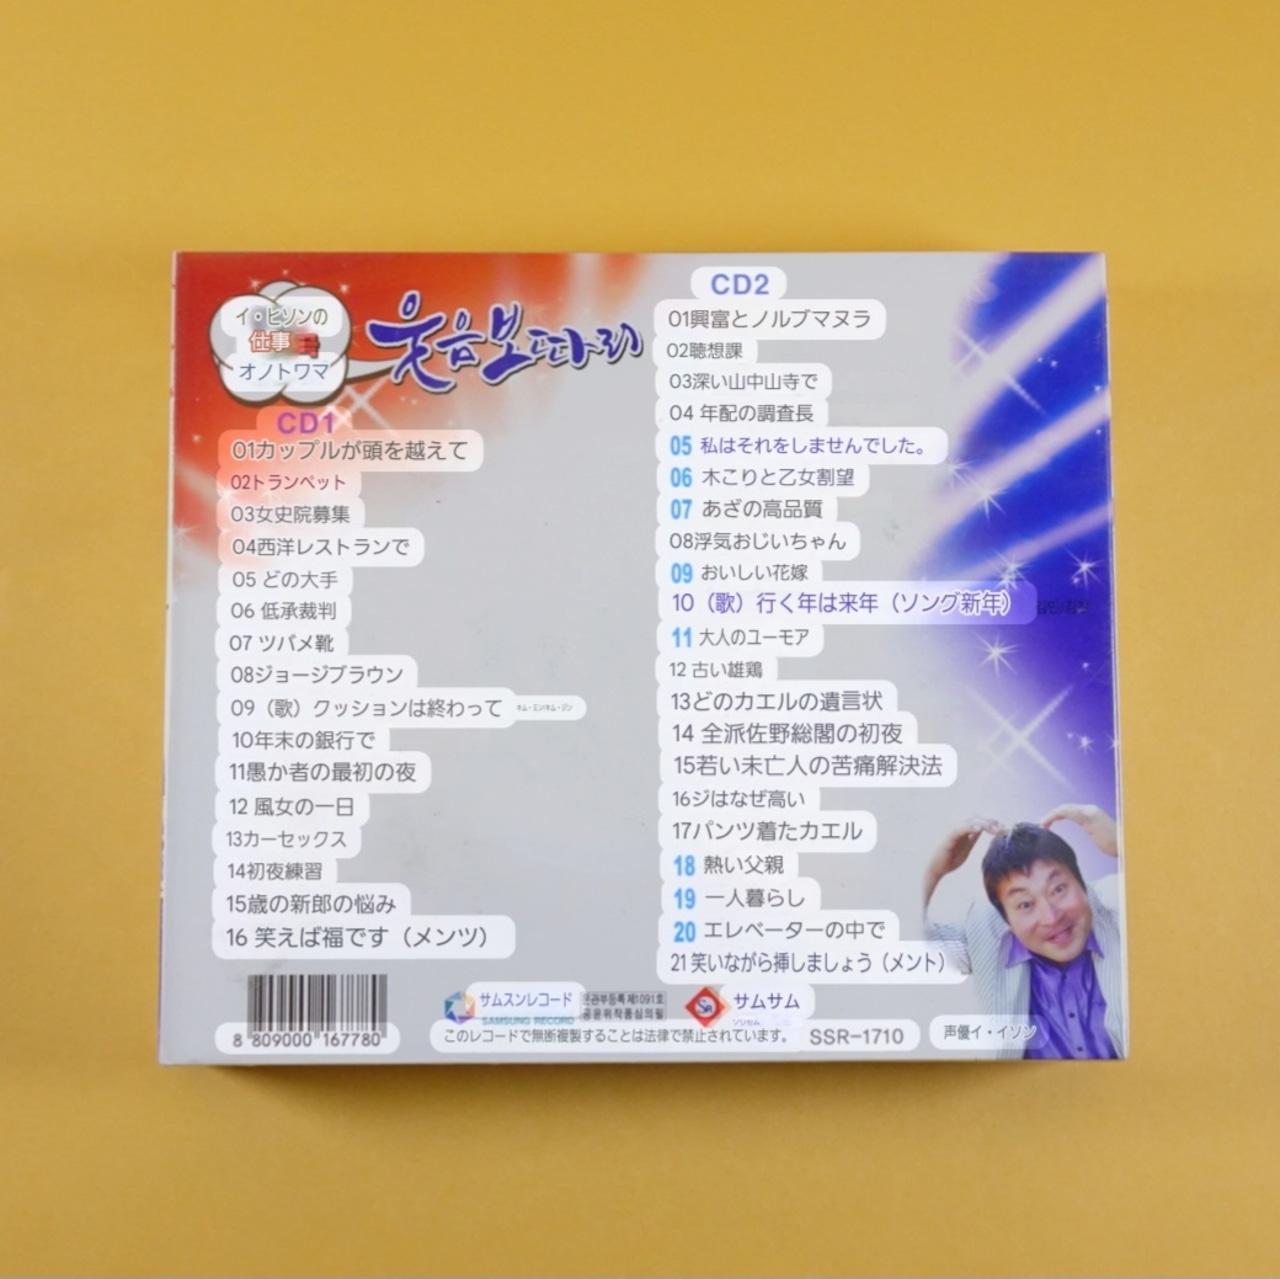 イ・ヒソンの
仕事
オノトワマ
웃음보따리
CD1
01カップルが頭を越えて
02トランペット
03女史院募集
04西洋レストランで
05 どの大手
06 低承裁判
07 ツバメ靴
08ジョージブラウン
09（歌）クッションは終わって
10年末の銀行で
11愚か者の最初の夜
12 風女の一日
13カーセックス
14初夜練習
15歳の新郎の悩み
16 笑えば福です（メンツ）
CD2
01興富とノルブマヌラ
02聴想課
03深い山中山寺で
04 年配の調査長
05 私はそれをしませんでした。
06 木こりと乙女割望
07 あざの高品質
08浮気おじいちゃん
09 おいしい花嫁
10（歌）行く年は来年（ソング新年）
11 大人のユーモア
12 古い雄鶏
13どのカエルの遺言状
14 全派佐野総閣の初夜
15若い未亡人の苦痛解決法
16ジはなぜ高い
17パンツ着たカエル
18 熱い父親
19 一人暮らし
20 エレベーターの中で
21 笑いながら挿しましょう（メント）
8 809000 167780
サムスンレコード
SAMSUNG RECORD
문관부등록 제1091호
공윤위작품심의필
サムサム
このレコードで無断複製することは法律で禁止されています。
SSR-1710
声優イ・イソン